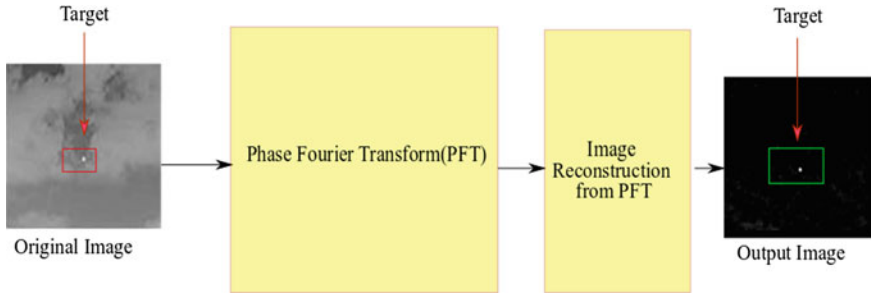 Target
Original Image
Phase Fourier Transform(PFT)
Image
Reconstruction
from PFT
Target
Output Image